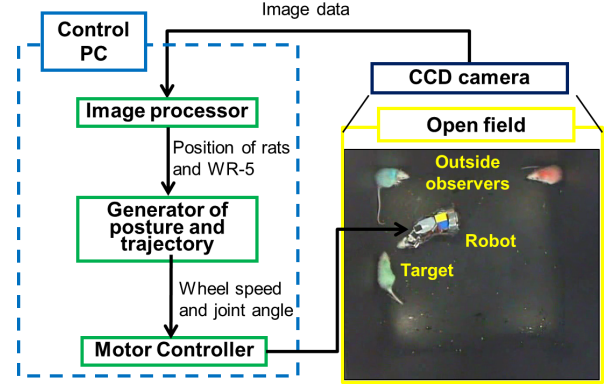 Image data
Control
PC
CCD camera
Image processor
Open field
Position of rats
and WR-5
Outside
observers
Generator of
posture and
trajectory
Robot
Target
Wheel speed
and joint angle
Motor Controller